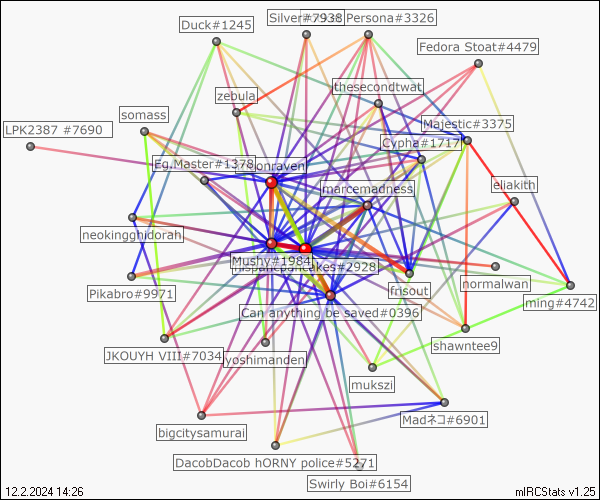 Duck#1245
Silver#7938
Persona#3326
Fedora Stoat#4479
zebula
thesecondtwat
somass
Majestic#3375
LPK2387 #7690
Cypha#1717
Fg.Master#1378
onraven
marcemadness
eliakith
neokingghidorah
Mushy#1984
hispanicpancakes#2928
normalwan
Pikabro#9971
frisout
ming#4742
Can anything be saved#0396
shawntee9
JKOUYH VIII#7034
yoshimanden
mukszi
bigcitysamurai
Madネコ#6901
DacobDacob hORNY police#5271
Swirly Boi#6154
12.2.2024 14:26
mIRCStats v1.25